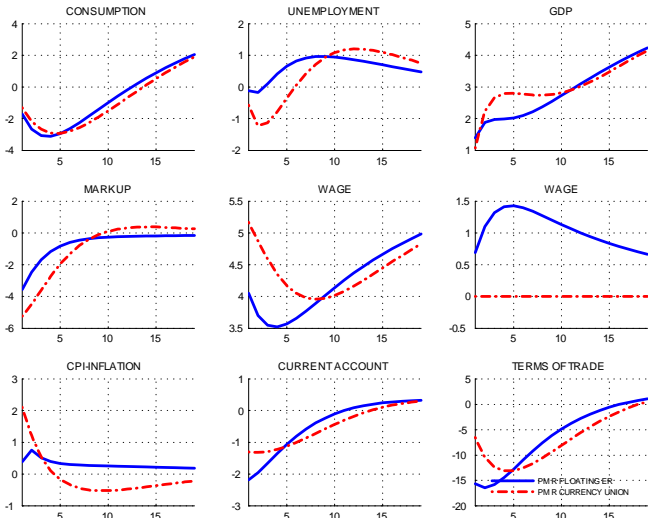 CONSUMPTION
UNEMPLOYMENT
GDP
4
2
0
-2
-4
5 10 15
2
1
0
-1
-2
5 10 15
5
4
3
2
1
5 10 15
MARKUP
WAGE
WAGE
2
0
-2
-4
-6
5 10 15
5.5
5
4.5
4
3.5
5 10 15
1.5
1
0.5
0
-0.5
5 10 15
CPI-INFLATION
CURRENT ACCOUNT
TERMS OF TRADE
3
2
1
0
-1
5 10 15
1
0
-1
-2
-3
5 10 15
5
0
-5
-10
-15
-20
5 10 15
PMR FLOATING ER
PMR CURRENCY UNION